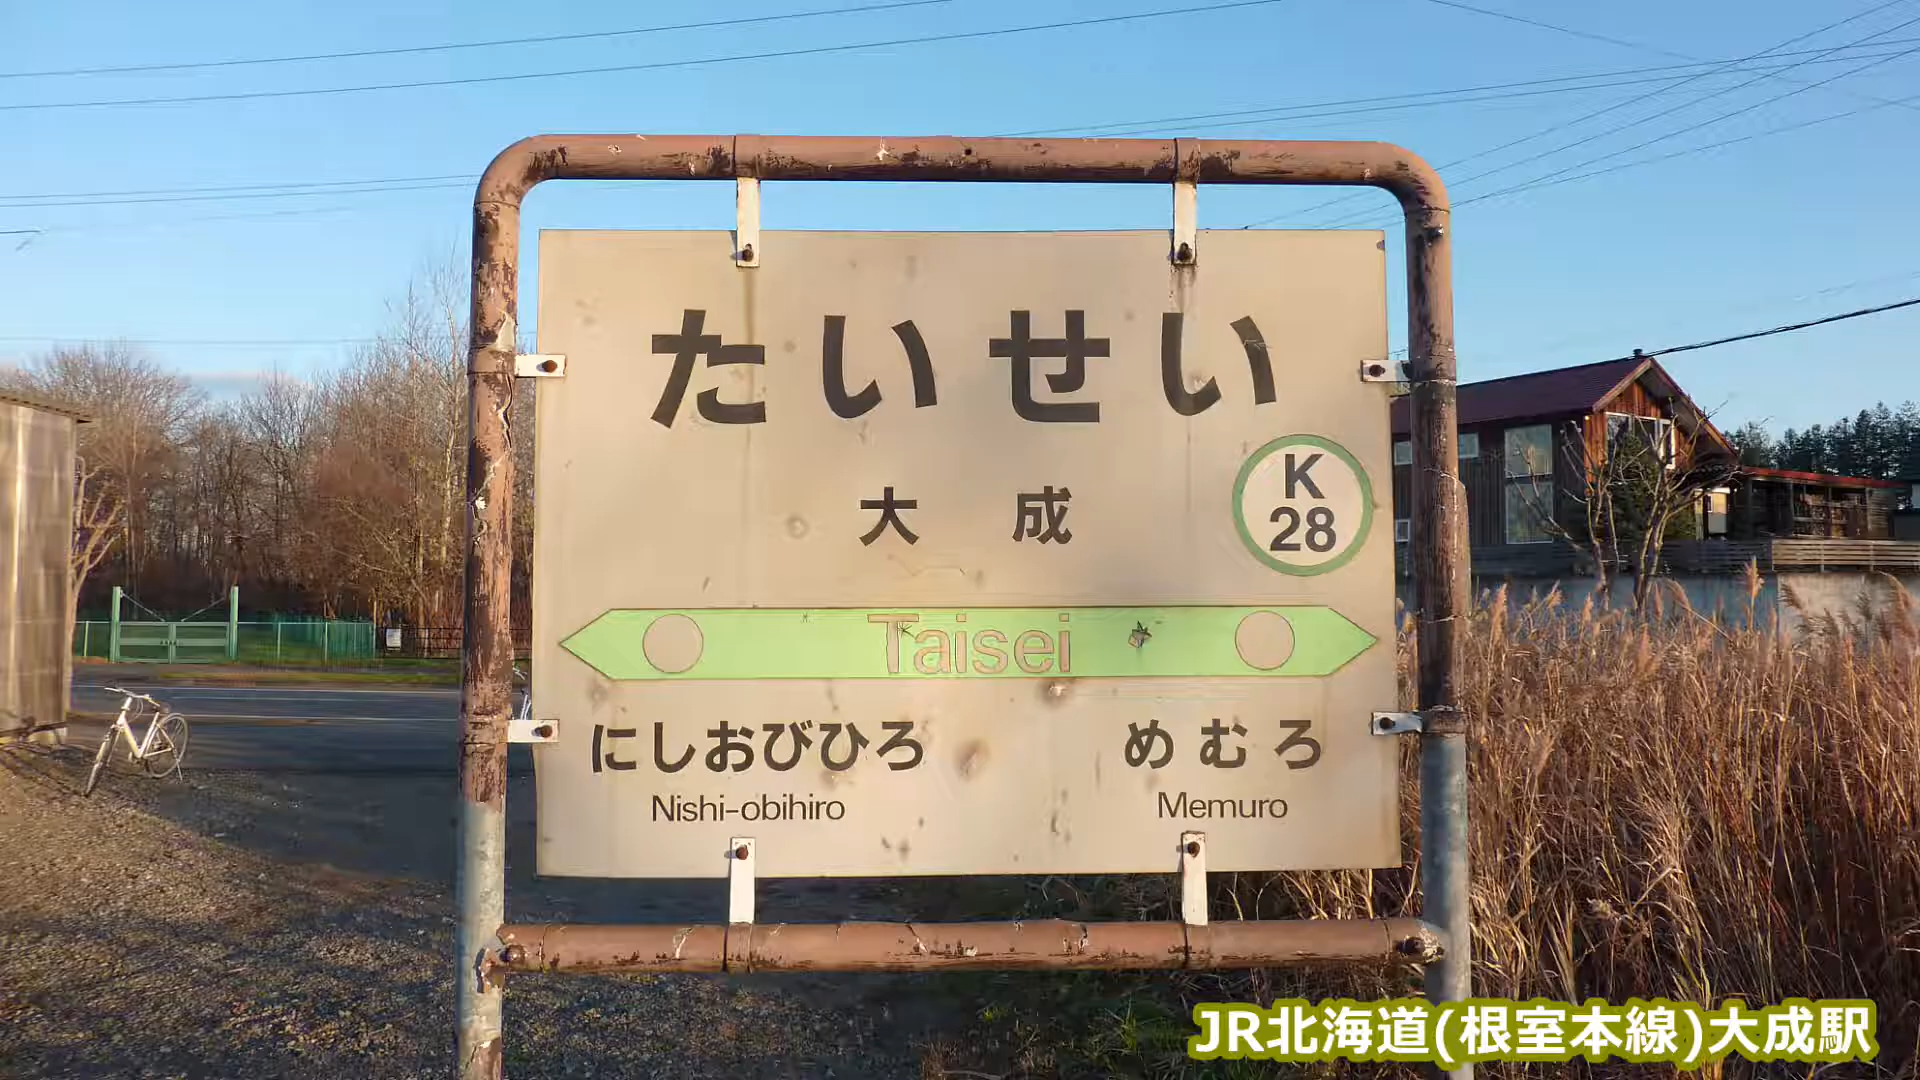 たいせい
大成
K
28
Taisei
にしおびひろ めむろ
Nishi-obihiro Memuro
JR北海道(根室本線)大成駅